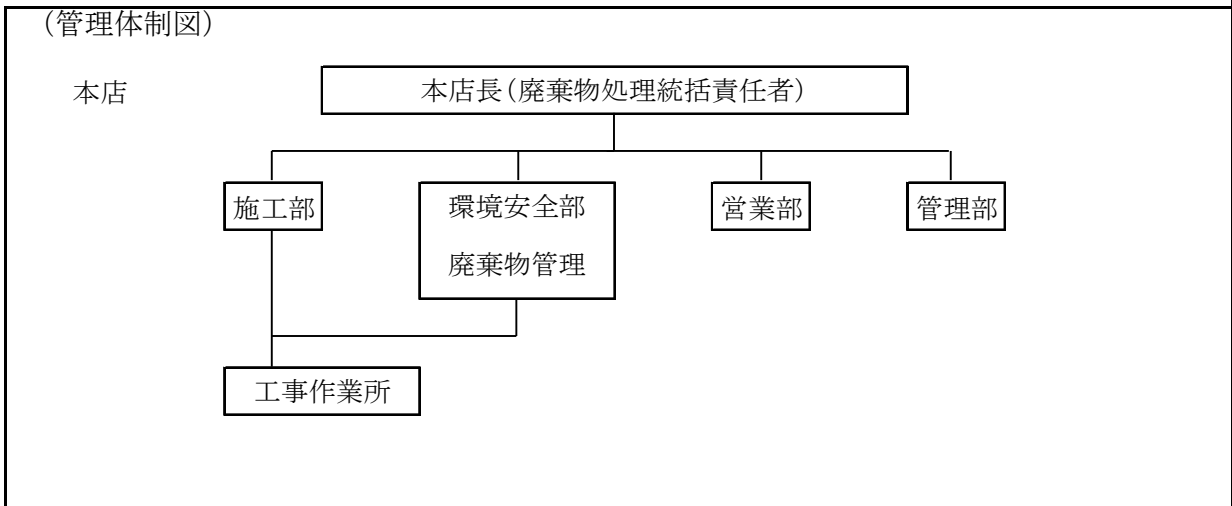 （管理体制図）
本店
本店長（廃棄物処理統括責任者）
施工部
環境安全部
廃棄物管理
営業部
管理部
工事作業所